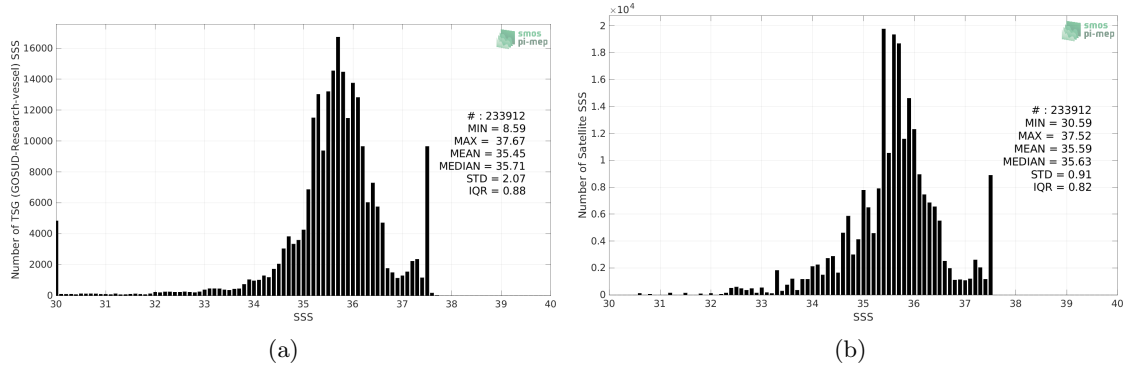 Number of TSG (GOSUD-Research-vessel) SSS
16000
14000
12000
10000
8000
6000
4000
2000
0
30
31
32
33
34
35
36
37
38
39
40
SSS
smos
pi-mep
# : 233912
MIN = 8.59
MAX = 37.67
MEAN = 35.45
MEDIAN = 35.71
STD = 2.07
IQR = 0.88
(a)
×10⁴
Number of Satellite SSS
2
1.8
1.6
1.4
1.2
1
0.8
0.6
0.4
0.2
0
30
31
32
33
34
35
36
37
38
39
40
SSS
smos
pi-mep
# : 233912
MIN = 30.59
MAX = 37.52
MEAN = 35.59
MEDIAN = 35.63
STD = 0.91
IQR = 0.82
(b)